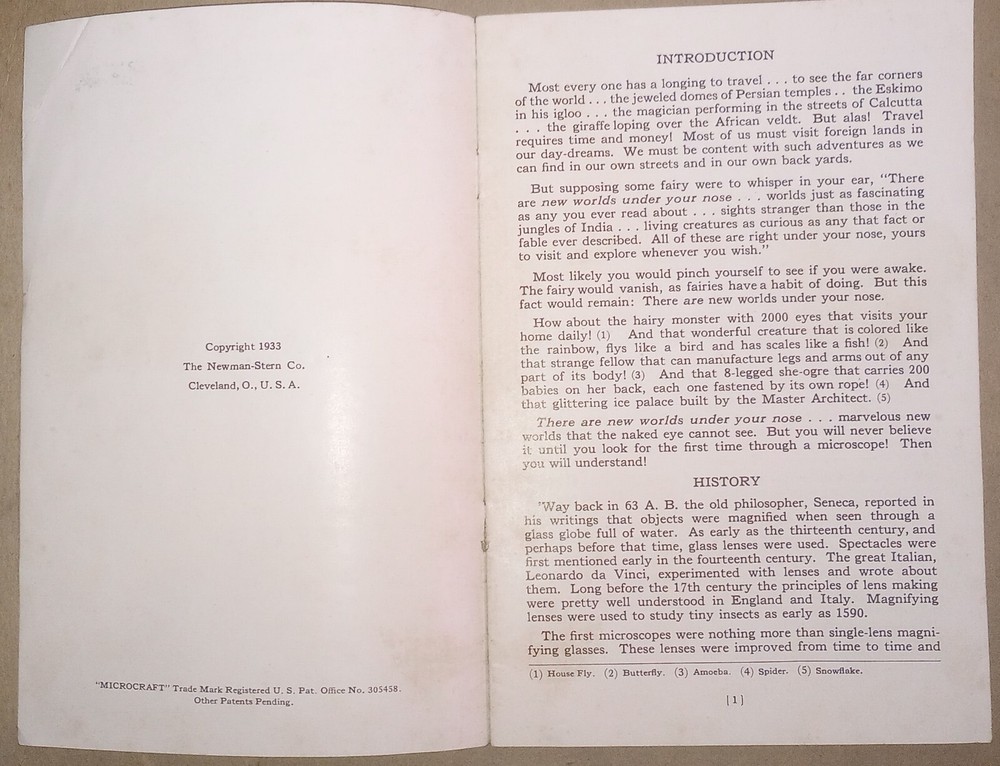 Copyright 1933
The Newman-Stern Co.
Cleveland, O., U. S. A.
"MICROCRAFT" Trade Mark Registered U. S. Pat. Office No. 305458.
Other Patents Pending.
INTRODUCTION
Most every one has a longing to travel . . . to see the far corners
of the world . . . the jeweled domes of Persian temples . . the Eskimo
in his igloo . . . the magician performing in the streets of Calcutta
. . . the giraffe loping over the African veldt. But alas! Travel
requires time and money! Most of us must visit foreign lands in
our day-dreams. We must be content with such adventures as we
can find in our own streets and in our own back yards.
But supposing some fairy were to whisper in your ear, "There
are new worlds under your nose . . . worlds just as fascinating
as any you ever read about . . . sights stranger than those in the
jungles of India . . . living creatures as curious as any that fact or
fable ever described. All of these are right under your nose, yours
to visit and explore whenever you wish."
Most likely you would pinch yourself to see if you were awake.
The fairy would vanish, as fairies have a habit of doing. But this
fact would remain: There are new worlds under your nose.
How about the hairy monster with 2000 eyes that visits your
home daily! (1) And that wonderful creature that is colored like
the rainbow, flys like a bird and has scales like a fish! (2) And
that strange fellow that can manufacture legs and arms out of any
part of its body! (3) And that 8-legged she-ogre that carries 200
babies on her back, each one fastened by its own rope! (4) And
that glittering ice palace built by the Master Architect. (5)
There are new worlds under your nose . . . marvelous new
worlds that the naked eye cannot see. But you will never believe
it until you look for the first time through a microscope! Then
you will understand!
HISTORY
'Way back in 63 A. B. the old philosopher, Seneca, reported in
his writings that objects were magnified when seen through a
glass globe full of water. As early as the thirteenth century, and
perhaps before that time, glass lenses were used. Spectacles were
first mentioned early in the fourteenth century. The great Italian,
Leonardo da Vinci, experimented with lenses and wrote about
them. Long before the 17th century the principles of lens making
were pretty well understood in England and Italy. Magnifying
lenses were used to study tiny insects as early as 1590.
The first microscopes were nothing more than single-lens magni-
fying glasses. These lenses were improved from time to time and
(1) House Fly. (2) Butterfly. (3) Amoeba. (4) Spider. (5) Snowflake.
[1]